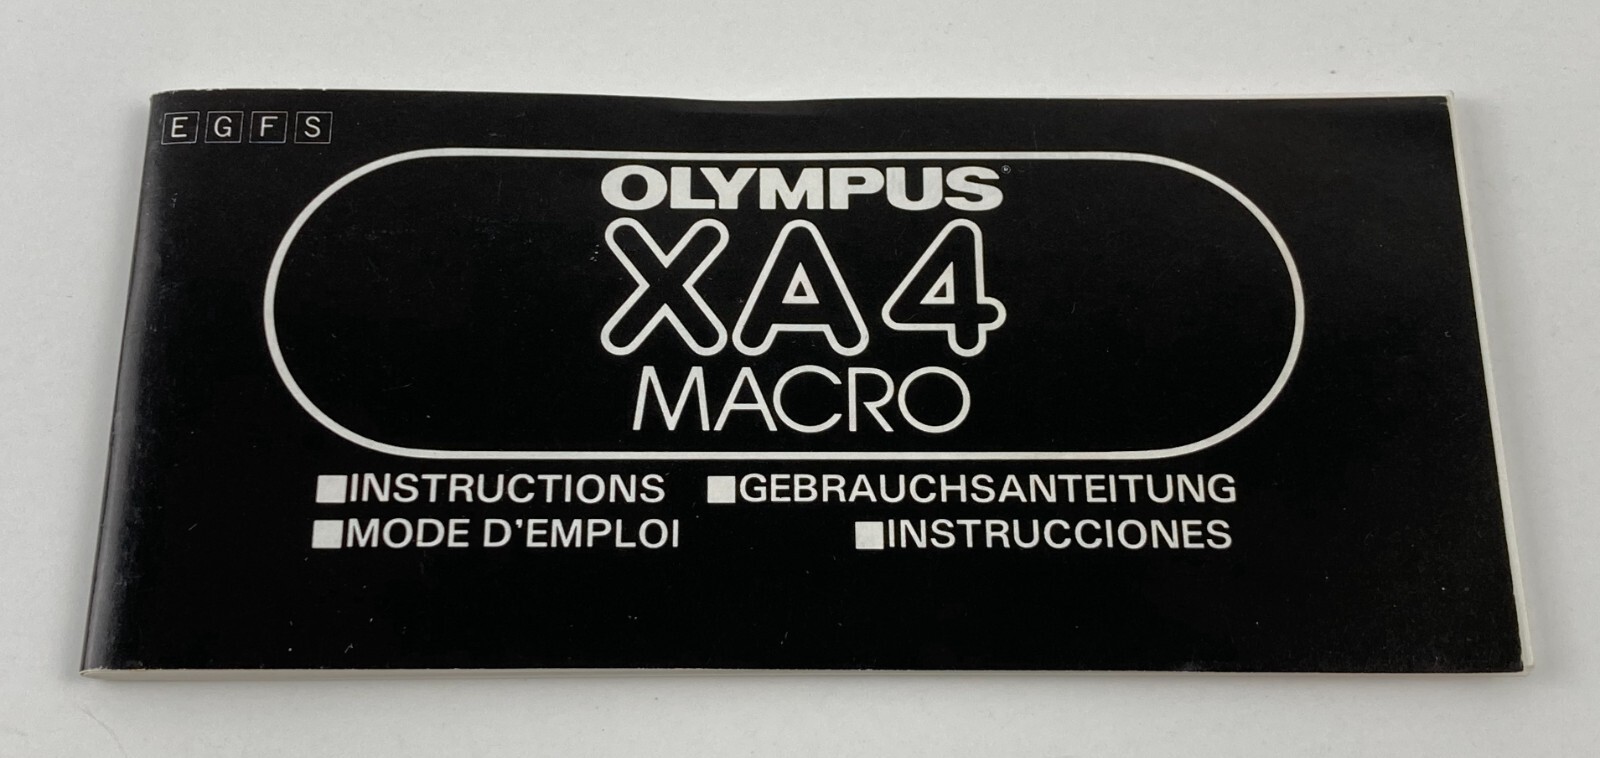 E G F S
OLYMPUS®
XA4
MACRO
■INSTRUCTIONS ■GEBRAUCHSANTEITUNG
■MODE D'EMPLOI ■INSTRUCCIONES